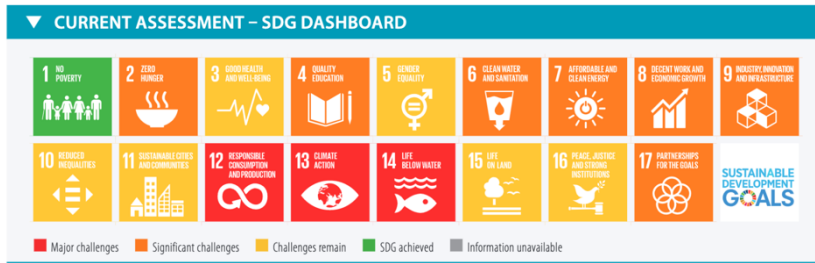 ▼ CURRENT ASSESSMENT – SDG DASHBOARD
1 NO
POVERTY
2 ZERO
HUNGER
3 GOOD HEALTH
AND WELL-BEING
4 QUALITY
EDUCATION
5 GENDER
EQUALITY
6 CLEAN WATER
AND SANITATION
7 AFFORDABLE AND
CLEAN ENERGY
8 DECENT WORK AND
ECONOMIC GROWTH
9 INDUSTRY, INNOVATION
AND INFRASTRUCTURE
10 REDUCED
INEQUALITIES
11 SUSTAINABLE CITIES
AND COMMUNITIES
12 RESPONSIBLE
CONSUMPTION
AND PRODUCTION
13 CLIMATE
ACTION
14 LIFE
BELOW WATER
15 LIFE
ON LAND
16 PEACE, JUSTICE
AND STRONG
INSTITUTIONS
17 PARTNERSHIPS
FOR THE GOALS
SUSTAINABLE
DEVELOPMENT
GOALS
Major challenges Significant challenges Challenges remain SDG achieved Information unavailable